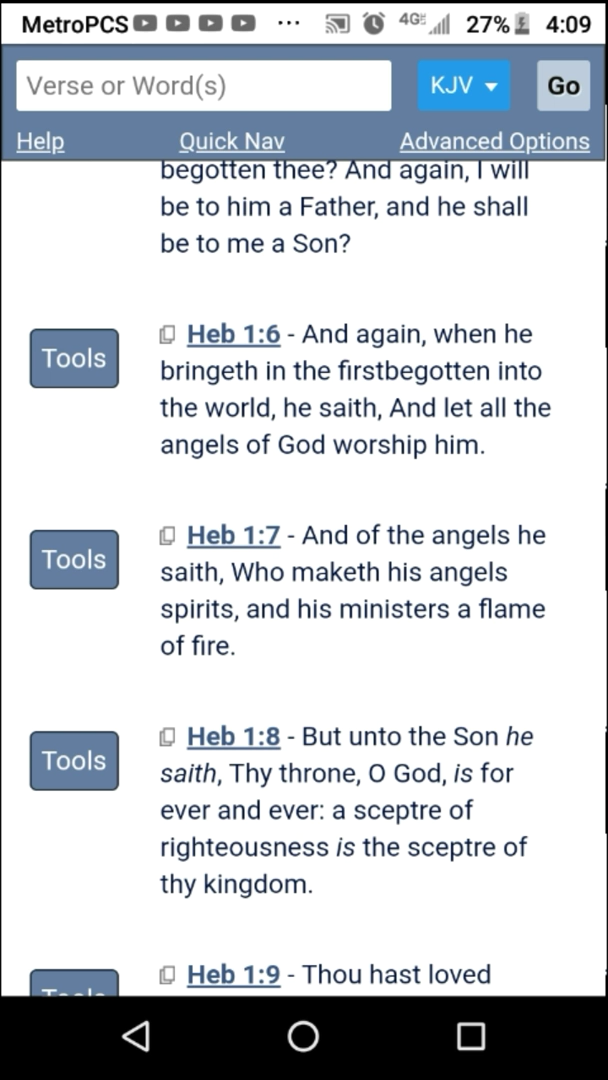 MetroPCS ... 4GE 27% 4:09
Verse or Word(s) KJV Go
Help Quick Nav Advanced Options
begotten thee? And again, I will
be to him a Father, and he shall
be to me a Son?
Tools
Heb 1:6 - And again, when he
bringeth in the firstbegotten into
the world, he saith, And let all the
angels of God worship him.
Tools
Heb 1:7 - And of the angels he
saith, Who maketh his angels
spirits, and his ministers a flame
of fire.
Tools
Heb 1:8 - But unto the Son he
saith, Thy throne, O God, is for
ever and ever: a sceptre of
righteousness is the sceptre of
thy kingdom.
Tools
Heb 1:9 - Thou hast loved